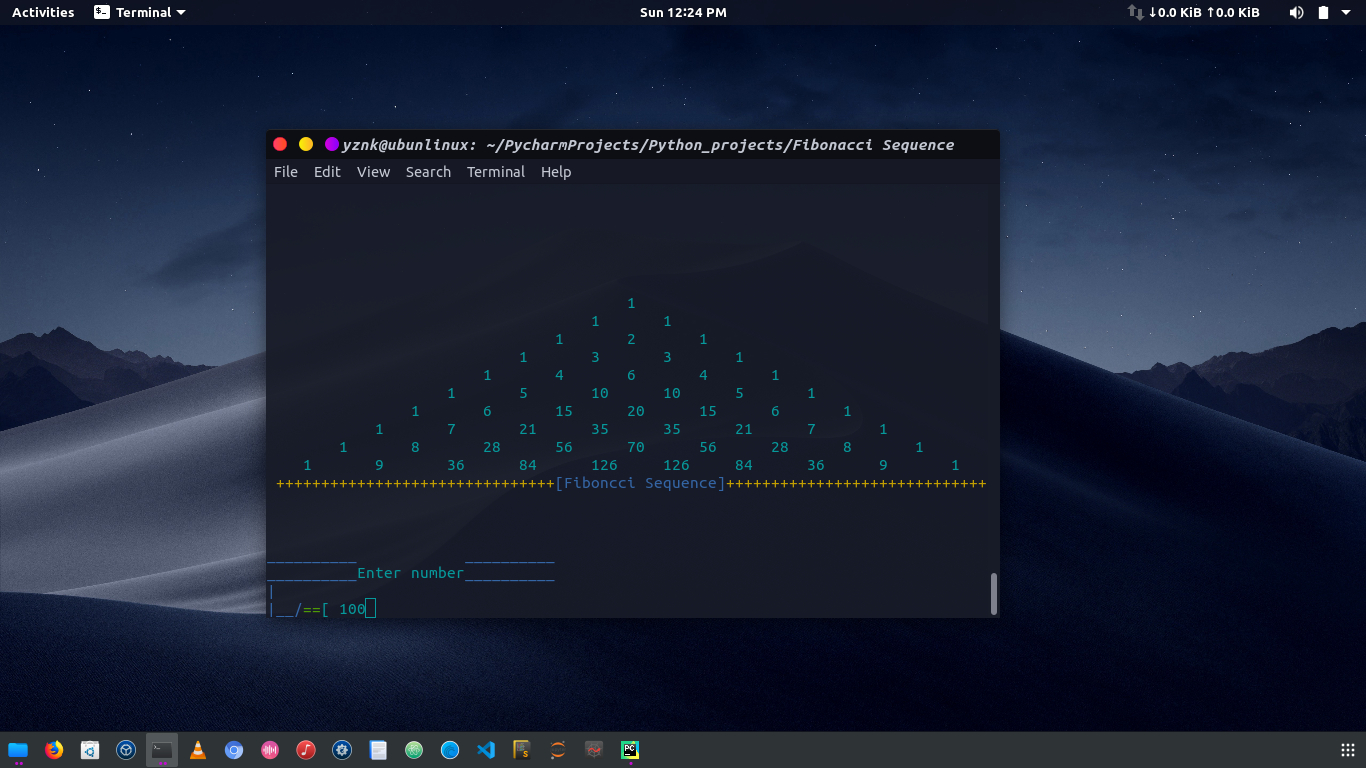 Activities Terminal Sun 12:24 PM ↓0.0 KiB ↑0.0 KiB
yznk@ubunlinux: ~/PycharmProjects/Python_projects/Fibonacci Sequence
File Edit View Search Terminal Help
1
1 1
1 2 1
1 3 3 1
1 4 6 4 1
1 5 10 10 5 1
1 6 15 20 15 6 1
1 7 21 35 35 21 7 1
1 8 28 56 70 56 28 8 1
1 9 36 84 126 126 84 36 9 1
+++++++++++++++++++++++++++++++[Fiboncci Sequence]+++++++++++++++++++++++++++++
__________            __________
__________Enter number__________
|
|__/==[ 100
PC